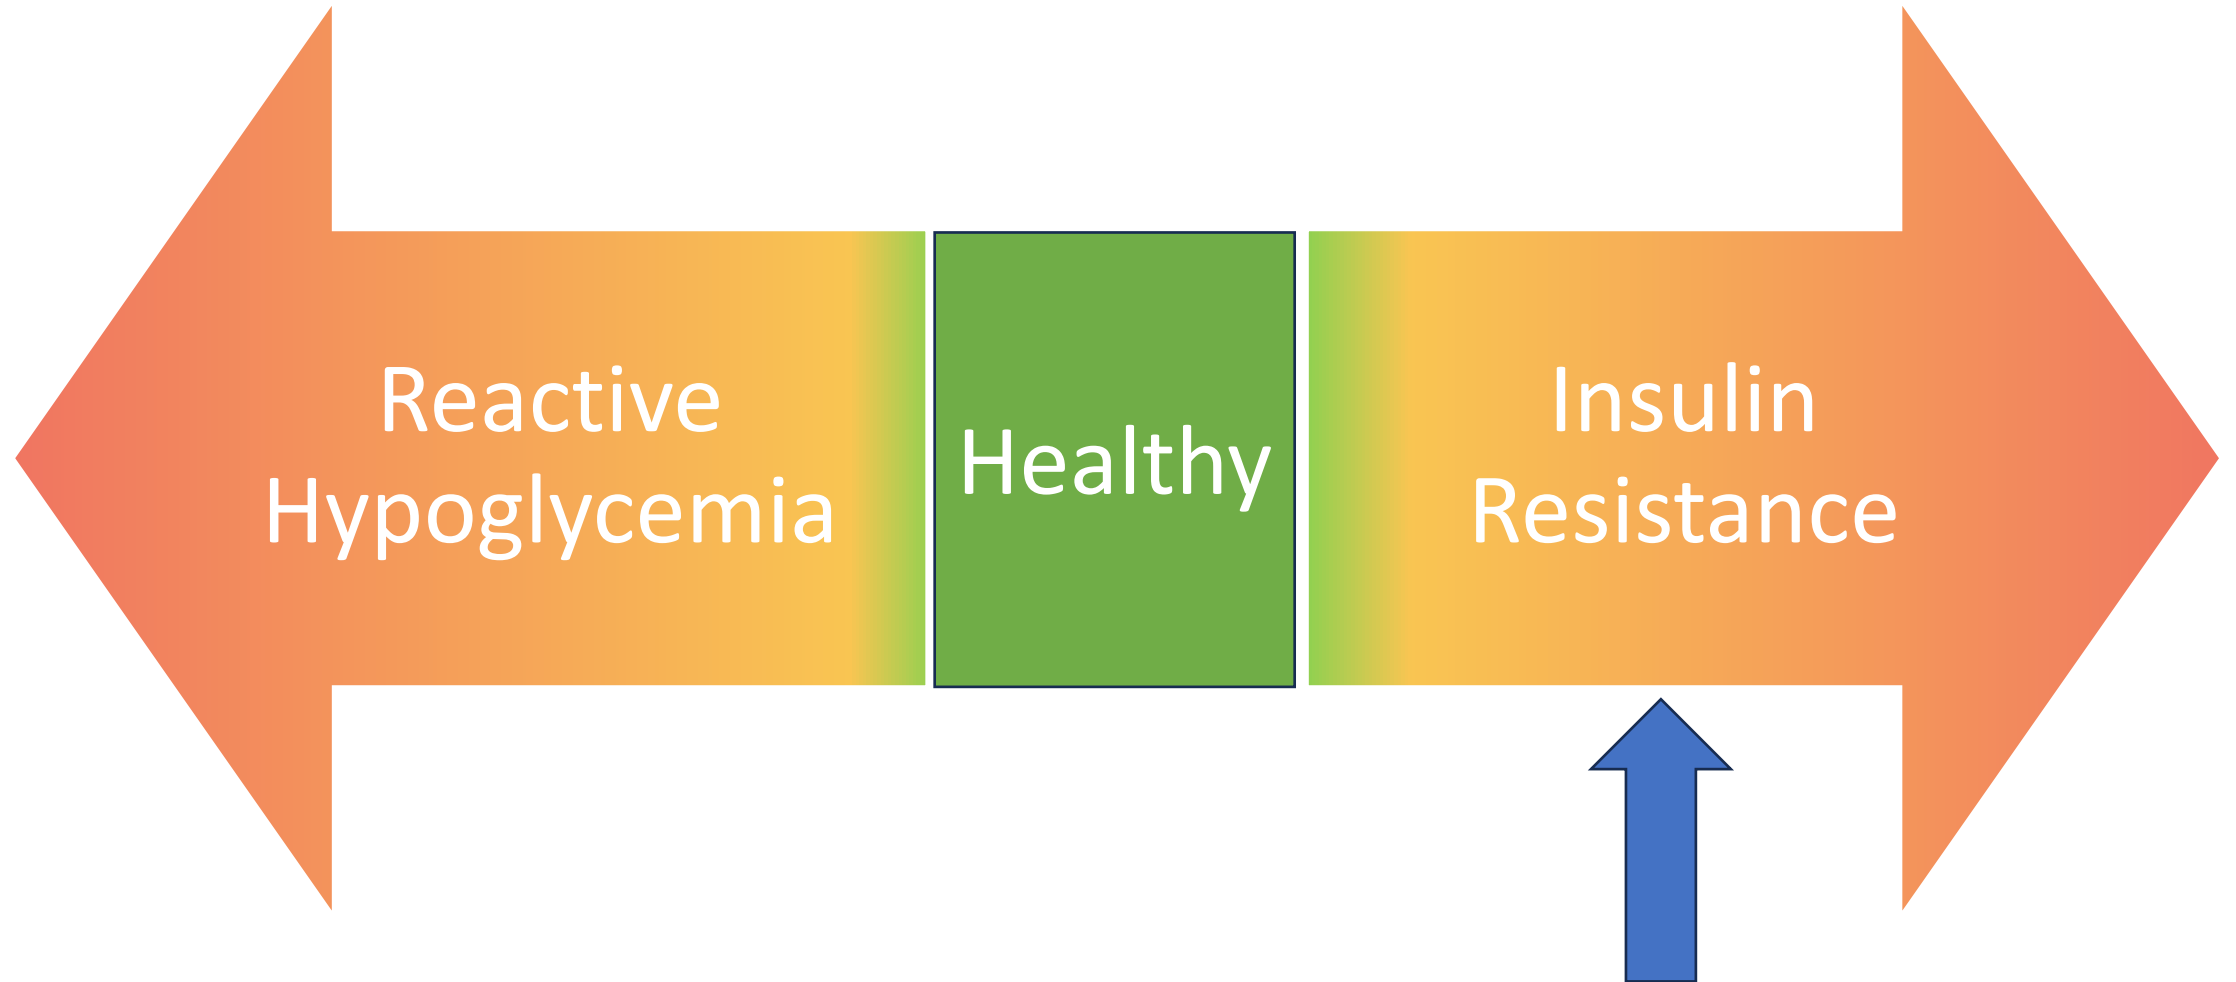 Reactive
Hypoglycemia
Healthy
Insulin
Resistance